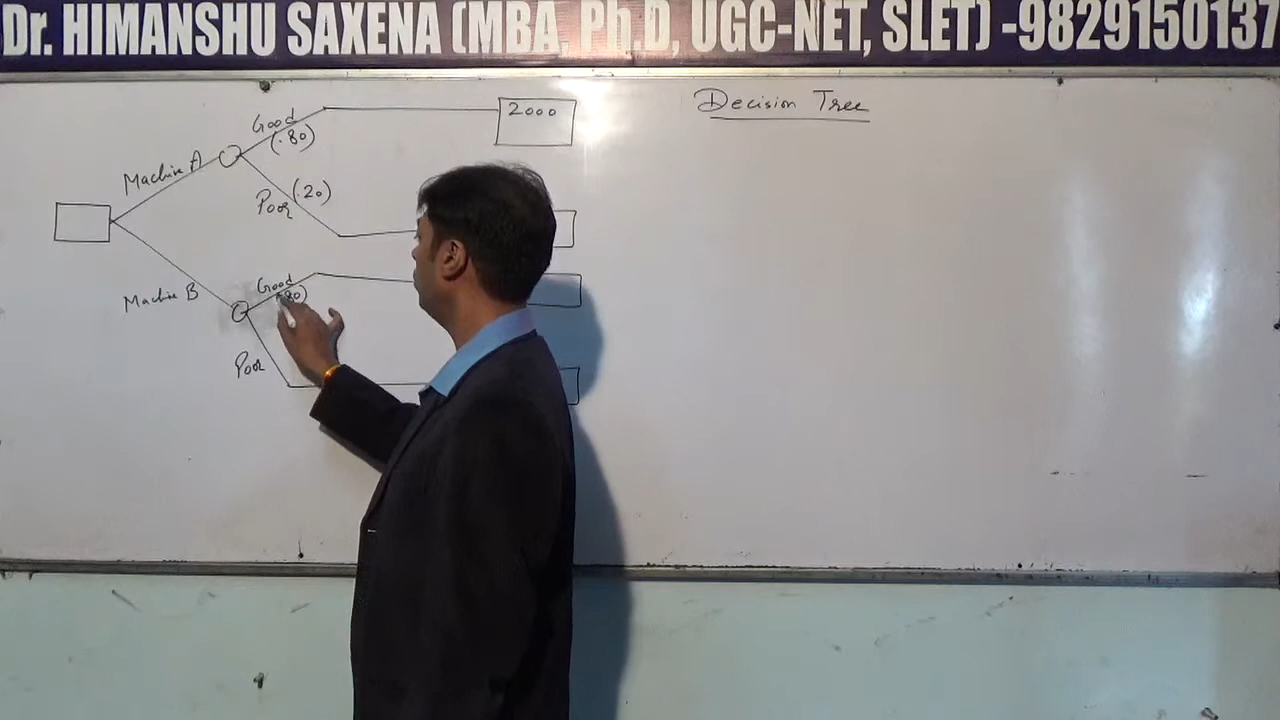 Dr. HIMANSHU SAXENA (MBA, Ph.D, UGC-NET, SLET) -9829150137
Decision Tree
Good
(.80)
2000
Machine A
Poor
(.20)
Machine B
Good
(.80)
Poor